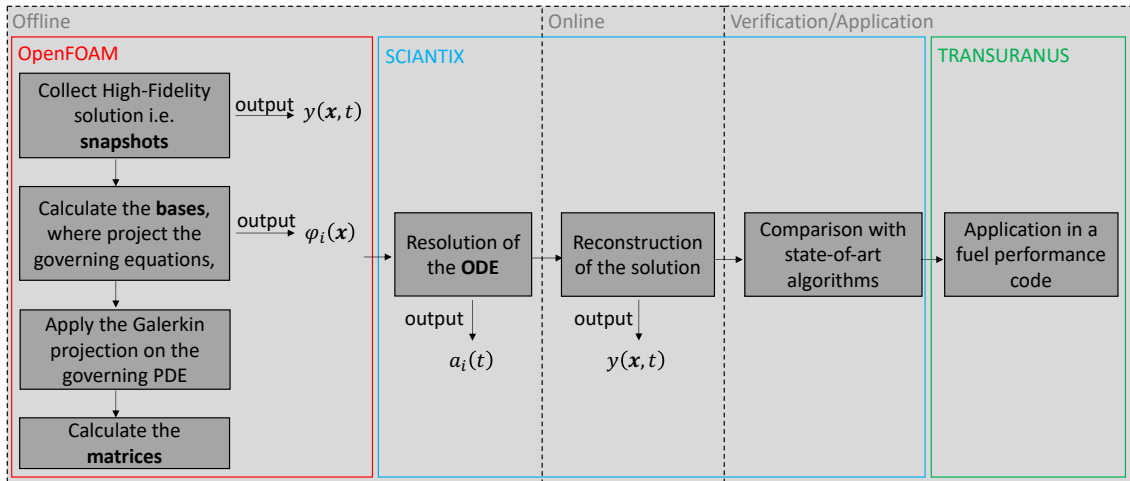 Offline
Online
Verification/Application
OpenFOAM
SCIANTIX
TRANSURANUS
Collect High-Fidelity
solution i.e.
snapshots
output
y(x, t)
Calculate the bases,
where project the
governing equations,
output
φᵢ(x)
Apply the Galerkin
projection on the
governing PDE
Calculate the
matrices
Resolution of
the ODE
output
aᵢ(t)
Reconstruction
of the solution
output
y(x, t)
Comparison with
state-of-art
algorithms
Application in a
fuel performance
code